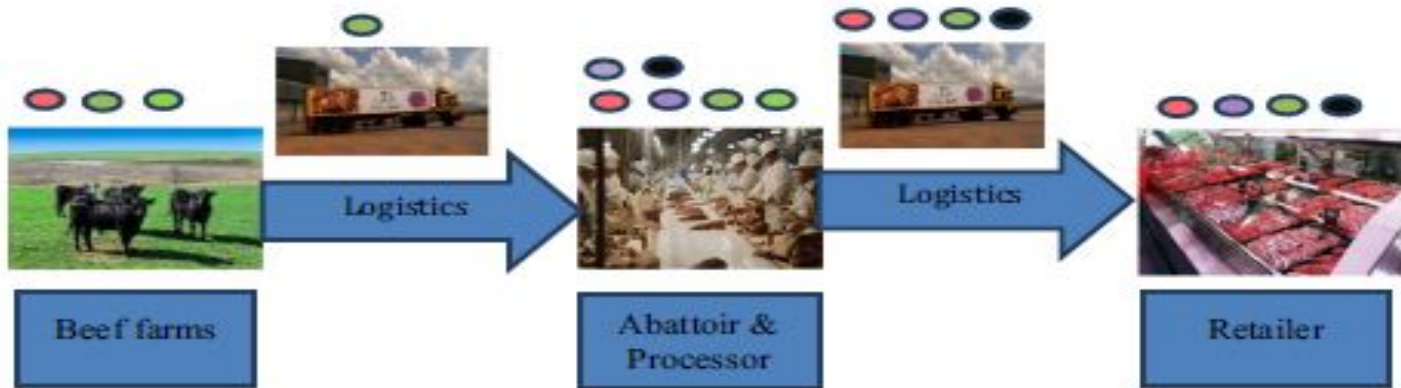 Logistics
Logistics
Beef farms
Abattoir &
Processor
Retailer